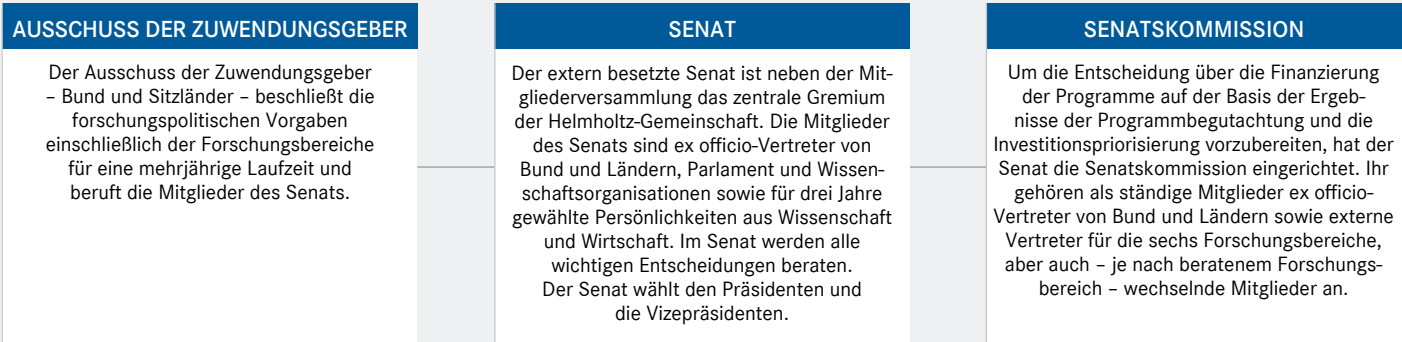 AUSSCHUSS DER ZUWENDUNGSGEBER
Der Ausschuss der Zuwendungsgeber
– Bund und Sitzländer – beschließt die
forschungspolitischen Vorgaben
einschließlich der Forschungsbereiche
für eine mehrjährige Laufzeit und
beruft die Mitglieder des Senats.
SENAT
Der extern besetzte Senat ist neben der Mit-
gliederversammlung das zentrale Gremium
der Helmholtz-Gemeinschaft. Die Mitglieder
des Senats sind ex officio-Vertreter von
Bund und Ländern, Parlament und Wissen-
schaftsorganisationen sowie für drei Jahre
gewählte Persönlichkeiten aus Wissenschaft
und Wirtschaft. Im Senat werden alle
wichtigen Entscheidungen beraten.
Der Senat wählt den Präsidenten und
die Vizepräsidenten.
SENATSKOMMISSION
Um die Entscheidung über die Finanzierung
der Programme auf der Basis der Ergeb-
nisse der Programmbegutachtung und die
Investitionspriorisierung vorzubereiten, hat der
Senat die Senatskommission eingerichtet. Ihr
gehören als ständige Mitglieder ex officio-
Vertreter von Bund und Ländern sowie externe
Vertreter für die sechs Forschungsbereiche,
aber auch – je nach beratenem Forschungs-
bereich – wechselnde Mitglieder an.